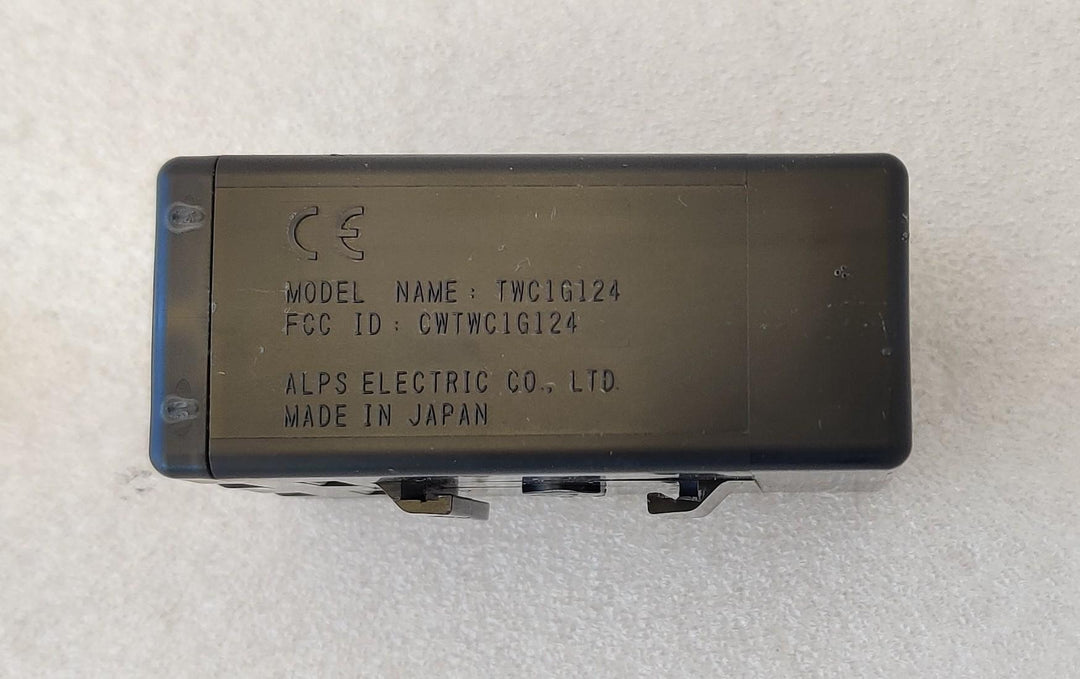 CE
MODEL NAME: TWC1G124
FCC ID: CWTWC1G124
ALPS ELECTRIC CO., LTD.
MADE IN JAPAN